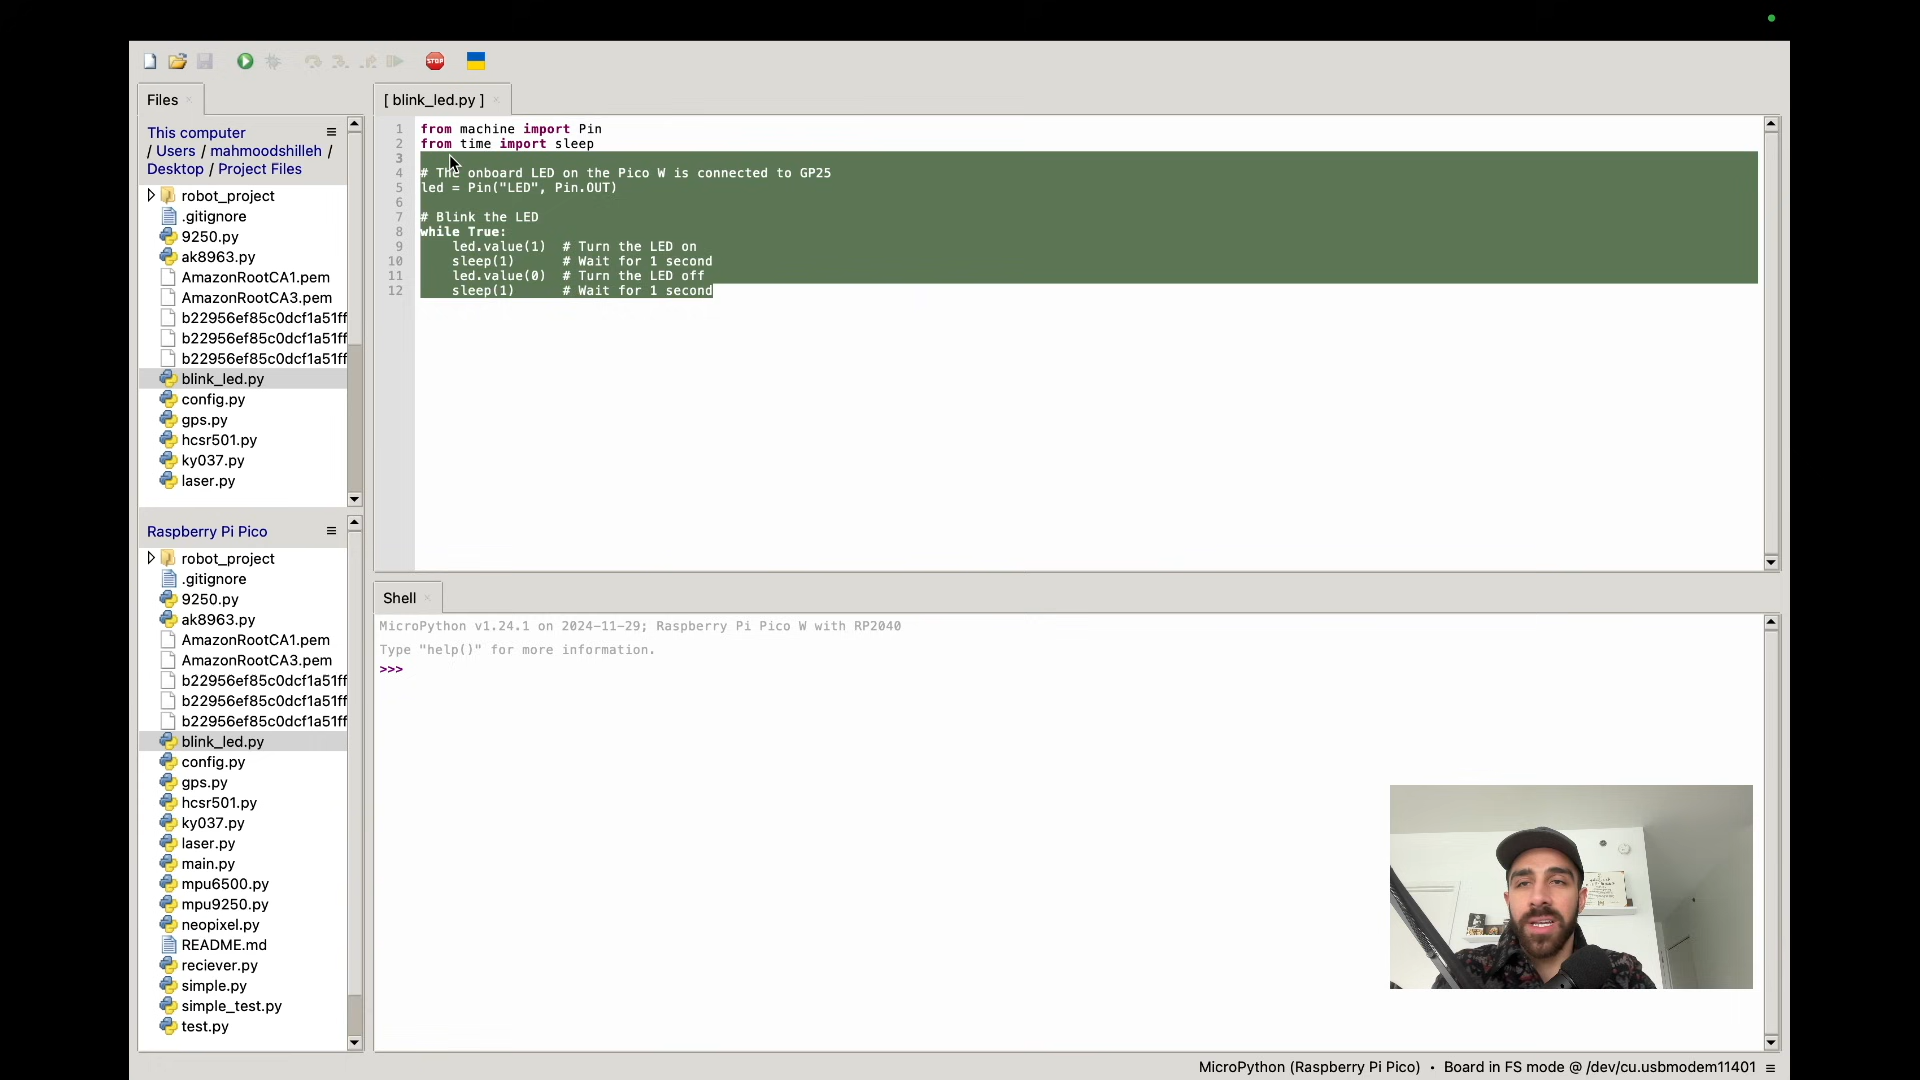 STOP
Files
This computer
/ Users / mahmoodshilleh /
Desktop / Project Files
robot_project
.gitignore
9250.py
ak8963.py
AmazonRootCA1.pem
AmazonRootCA3.pem
b22956ef85c0dcf1a51ff
b22956ef85c0dcf1a51ff
b22956ef85c0dcf1a51ff
blink_led.py
config.py
gps.py
hcsr501.py
ky037.py
laser.py
Raspberry Pi Pico
robot_project
.gitignore
9250.py
ak8963.py
AmazonRootCA1.pem
AmazonRootCA3.pem
b22956ef85c0dcf1a51ff
b22956ef85c0dcf1a51ff
b22956ef85c0dcf1a51ff
blink_led.py
config.py
gps.py
hcsr501.py
ky037.py
laser.py
main.py
mpu6500.py
mpu9250.py
neopixel.py
README.md
reciever.py
simple.py
simple_test.py
test.py
[ blink_led.py ]
1 from machine import Pin
2 from time import sleep
3
4 # The onboard LED on the Pico W is connected to GP25
5 led = Pin("LED", Pin.OUT)
6
7 # Blink the LED
8 while True:
9 led.value(1) # Turn the LED on
10 sleep(1) # Wait for 1 second
11 led.value(0) # Turn the LED off
12 sleep(1) # Wait for 1 second
Shell
MicroPython v1.24.1 on 2024-11-29; Raspberry Pi Pico W with RP2040
Type "help()" for more information.
>>>
MicroPython (Raspberry Pi Pico) • Board in FS mode @ /dev/cu.usbmodem11401